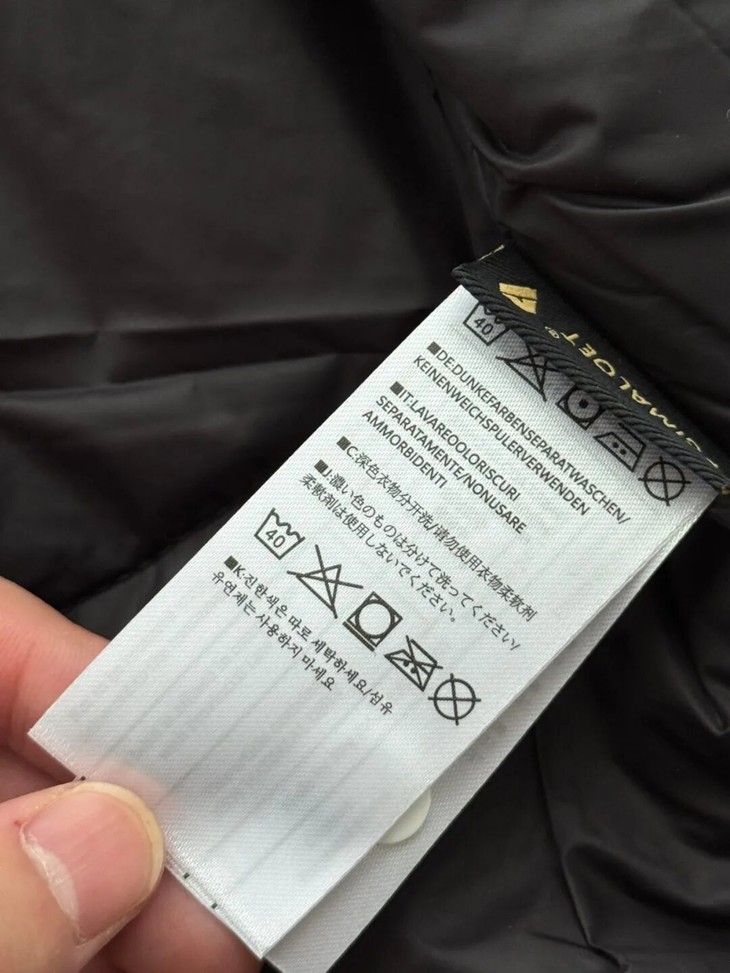 40
■DE:DUNKEFARBENSEPARATWASCHEN/
KEINENWEICHSPULERVERWENDEN
■IT:LAVAREOOLORISCURI
SEPARATAMENTE/NONUSARE
AMMORBIDENTI
■C:深色衣物分开洗/请勿使用衣物柔軟剂
■J:濃い色のものは分けて洗ってください/
柔軟剤は使用しないでください。
40
■K:진한색은 따로 세탁하세요/섬유
유연제는 사용하지 마세요